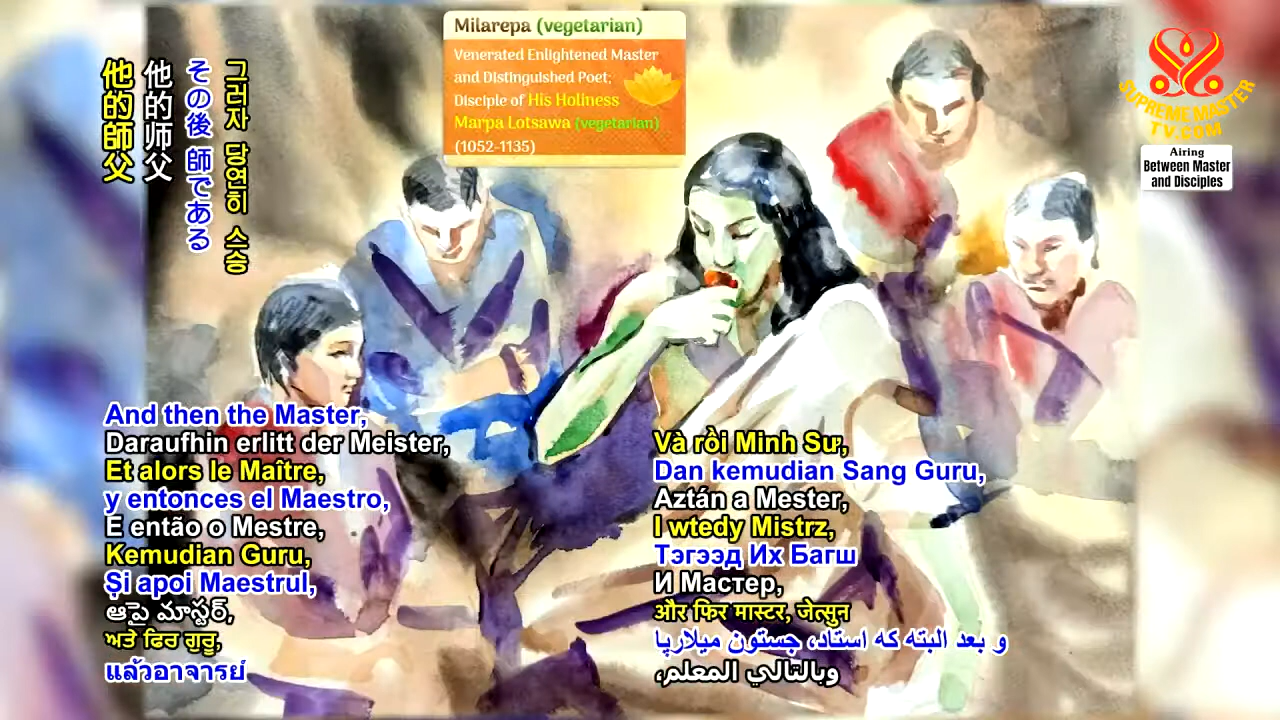 Milarepa (vegetarian)
Venerated Enlightened Master
and Distinguished Poet;
Disciple of His Holiness
Marpa Lotsawa (vegetarian)
(1052-1135)
SUPREME MASTER
TV.COM
Airing
Between Master
and Disciples
他的師父
他的师父
その後 師である
그러자 당연히 스승
And then the Master,
Daraufhin erlitt der Meister,
Et alors le Maître,
y entonces el Maestro,
E então o Mestre,
Kemudian Guru,
Și apoi Maestrul,
ఆపై మాస్టర్,
ਅਤੇ ਫਿਰ ਗੁਰੂ,
แล้วอาจารย์
Và rồi Minh Sư,
Dan kemudian Sang Guru,
Aztán a Mester,
I wtedy Mistrz,
Тэгээд Их Багш
И Мастер,
और फिर मास्टर, जेत्सुन
و بعد البته که استاد، جستون میلارپا
وبالتالي المعلم،